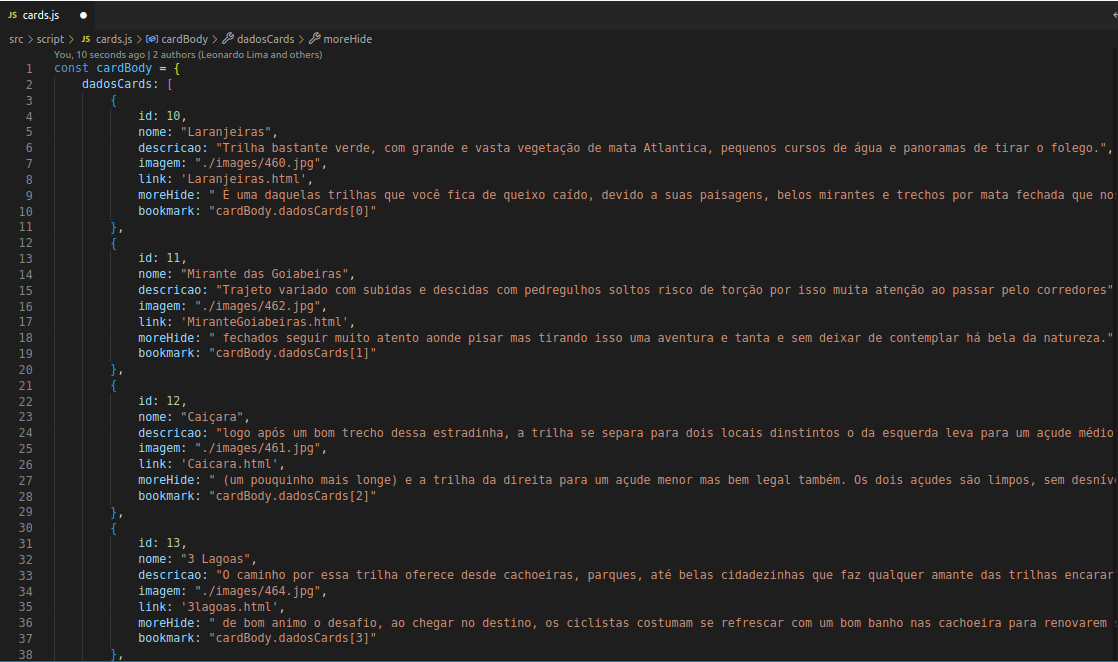 JS cards.js ●
src > script > JS cards.js > cardBody > dadosCards > moreHide
You, 10 seconds ago | 2 authors (Leonardo Lima and others)
1 const cardBody = {
2 dadosCards: [
3 {
4 id: 10,
5 nome: "Laranjeiras",
6 descricao: "Trilha bastante verde, com grande e vasta vegetação de mata Atlantica, pequenos cursos de água e panoramas de tirar o folego.",
7 imagem: "./images/460.jpg",
8 link: 'Laranjeiras.html',
9 moreHide: " É uma daquelas trilhas que você fica de queixo caído, devido a suas paisagens, belos mirantes e trechos por mata fechada que nos
10 bookmark: "cardBody.dadosCards[0]"
11 },
12 {
13 id: 11,
14 nome: "Mirante das Goiabeiras",
15 descricao: "Trajeto variado com subidas e descidas com pedregulhos soltos risco de torção por isso muita atenção ao passar pelo corredores"
16 imagem: "./images/462.jpg",
17 link: 'MiranteGoiabeiras.html',
18 moreHide: " fechados seguir muito atento aonde pisar mas tirando isso uma aventura e tanta e sem deixar de contemplar há bela da natureza."
19 bookmark: "cardBody.dadosCards[1]"
20 },
21 {
22 id: 12,
23 nome: "Caiçara",
24 descricao: "logo após um bom trecho dessa estradinha, a trilha se separa para dois locais dinstintos o da esquerda leva para um açude médio
25 imagem: "./images/461.jpg",
26 link: 'Caicara.html',
27 moreHide: " (um pouquinho mais longe) e a trilha da direita para um açude menor mas bem legal também. Os dois açudes são limpos, sem desnív
28 bookmark: "cardBody.dadosCards[2]"
29 },
30 {
31 id: 13,
32 nome: "3 Lagoas",
33 descricao: "O caminho por essa trilha oferece desde cachoeiras, parques, até belas cidadezinhas que faz qualquer amante das trilhas encarar
34 imagem: "./images/464.jpg",
35 link: '3lagoas.html',
36 moreHide: " de bom animo o desafio, ao chegar no destino, os ciclistas costumam se refrescar com um bom banho nas cachoeira para renovarem
37 bookmark: "cardBody.dadosCards[3]"
38 },